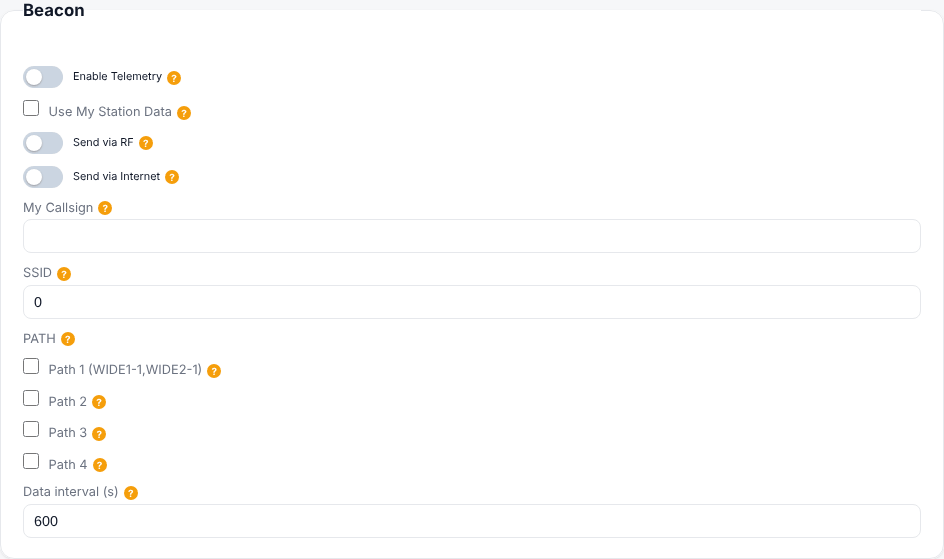 Beacon
Enable Telemetry ?
Use My Station Data ?
Send via RF ?
Send via Internet ?
My Callsign ?
SSID ?
0
PATH ?
Path 1 (WIDE1-1,WIDE2-1) ?
Path 2 ?
Path 3 ?
Path 4 ?
Data interval (s) ?
600